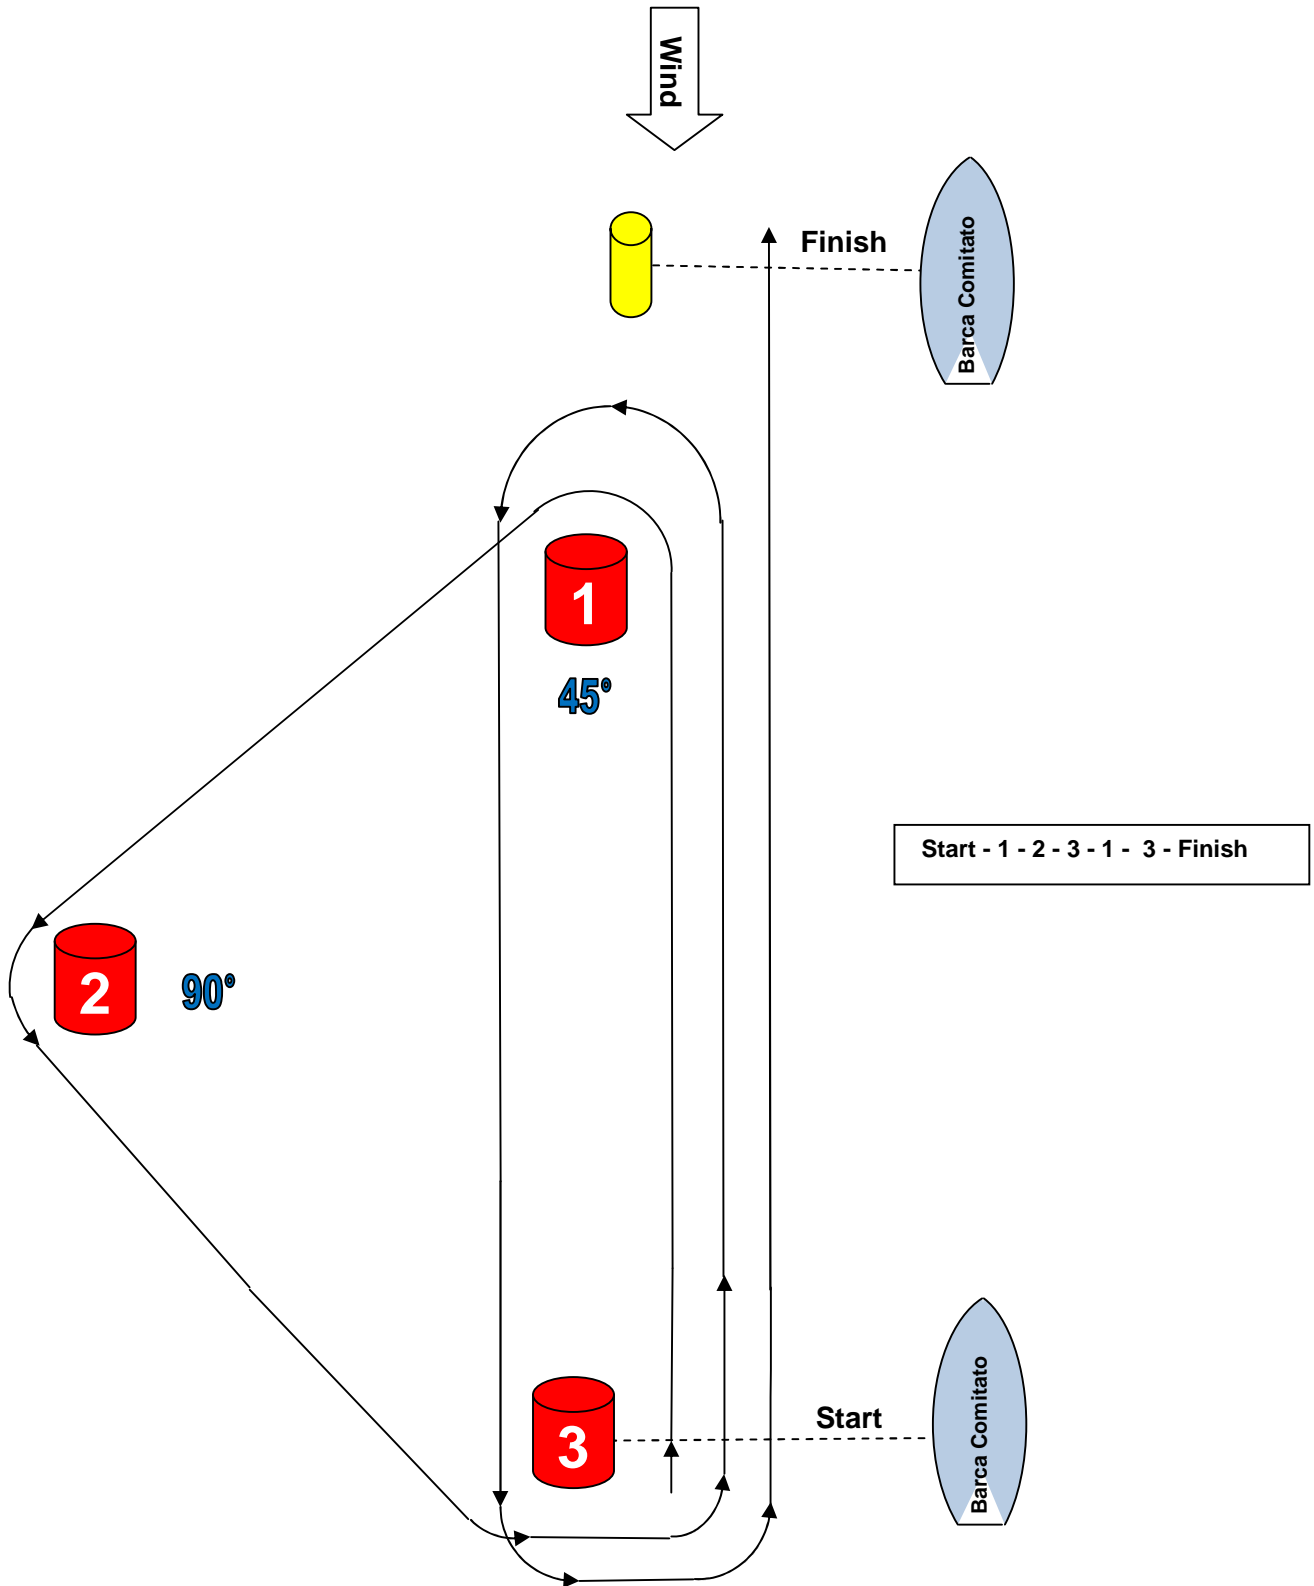 Wind
Finish
Barca Comitato
1
45°
Start - 1 - 2 - 3 - 1 -  3 - Finish
2
90°
Start
Barca Comitato
3